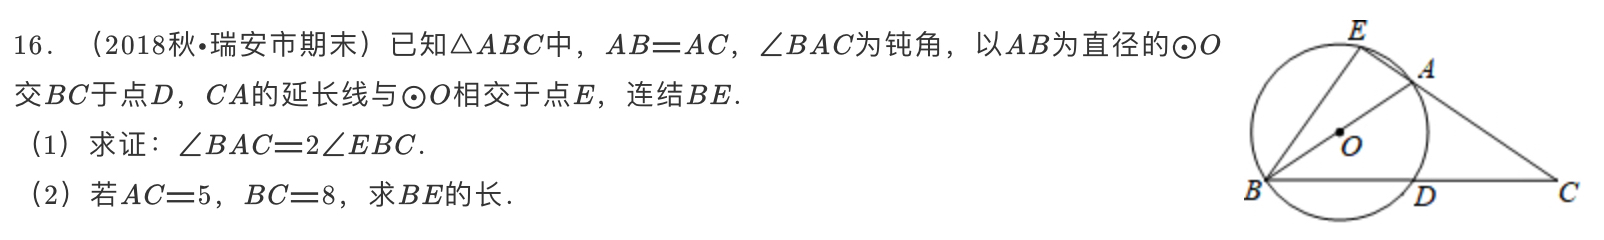 16. （2018秋•瑞安市期末）已知△ABC中，AB=AC，∠BAC为钝角，以AB为直径的⊙O
交BC于点D，CA的延长线与⊙O相交于点E，连结BE.
（1）求证：∠BAC=2∠EBC.
（2）若AC=5，BC=8，求BE的长.
E
A
O
B
D
C